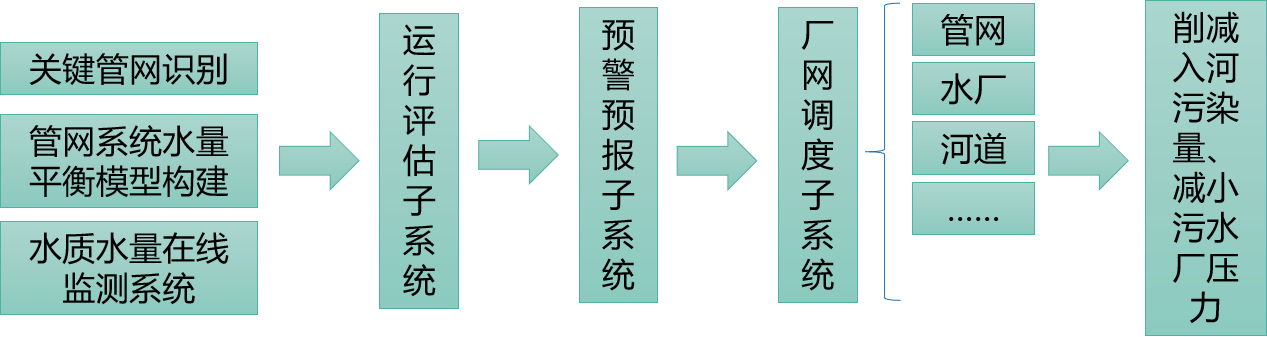 关键管网识别
管网系统水量
平衡模型构建
水质水量在线
监测系统
运行评估子系统
预警预报子系统
厂网调度子系统
管网
水厂
河道
……
削减
入河
污染
量、
减小
污水
厂压
力